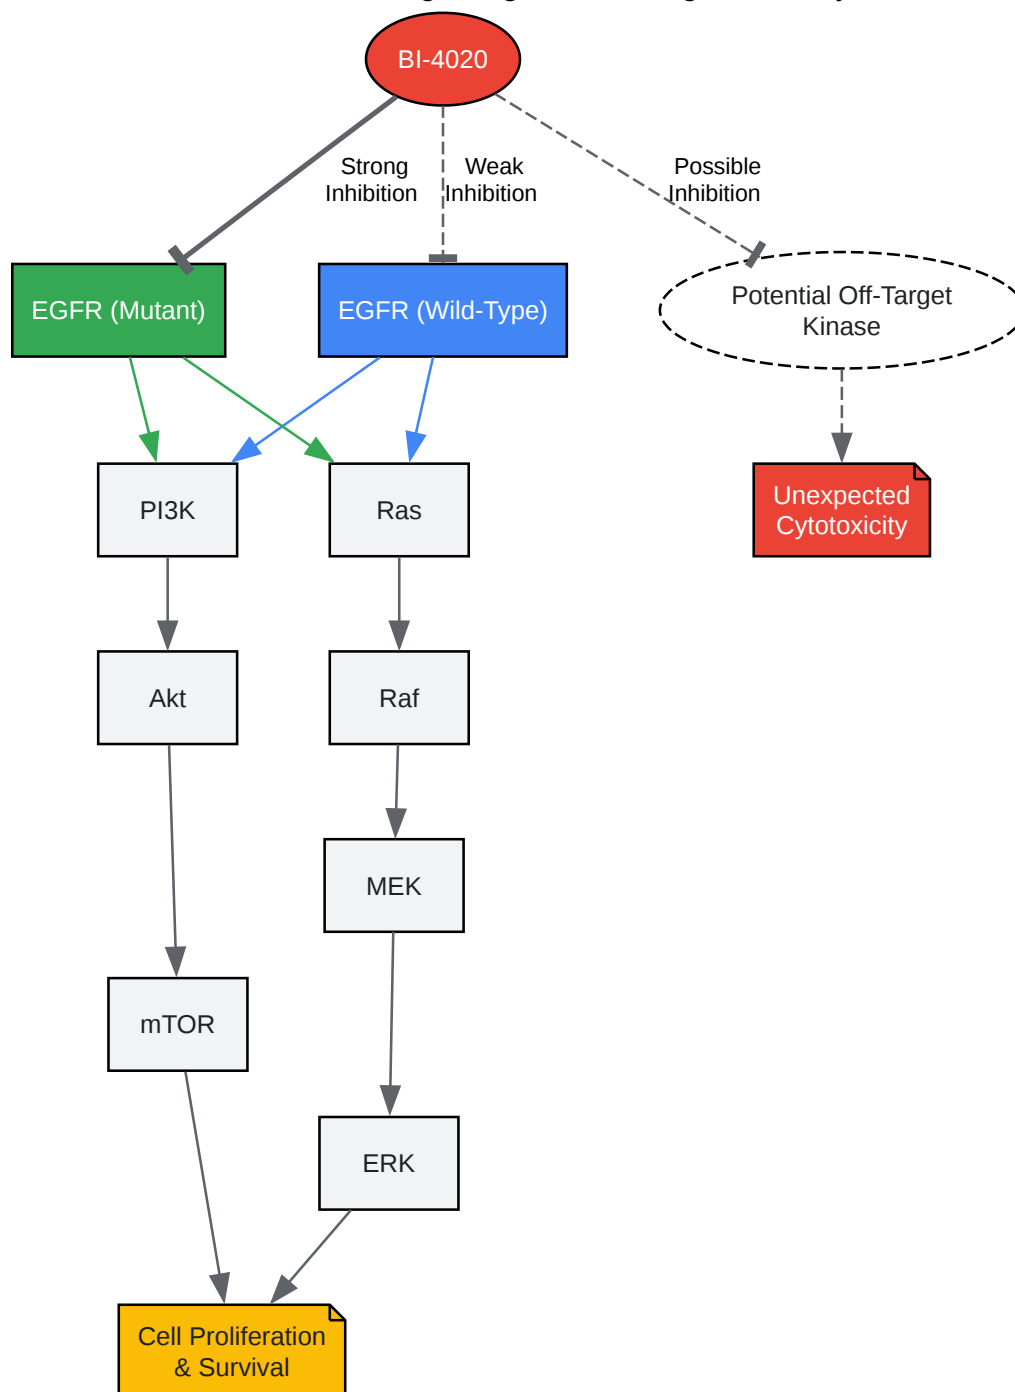 BI-4020
Strong
Inhibition
Weak
Inhibition
Possible
Inhibition
EGFR (Mutant)
EGFR (Wild-Type)
Potential Off-Target
Kinase
PI3K
Ras
Unexpected
Cytotoxicity
Akt
Raf
MEK
mTOR
ERK
Cell Proliferation
& Survival